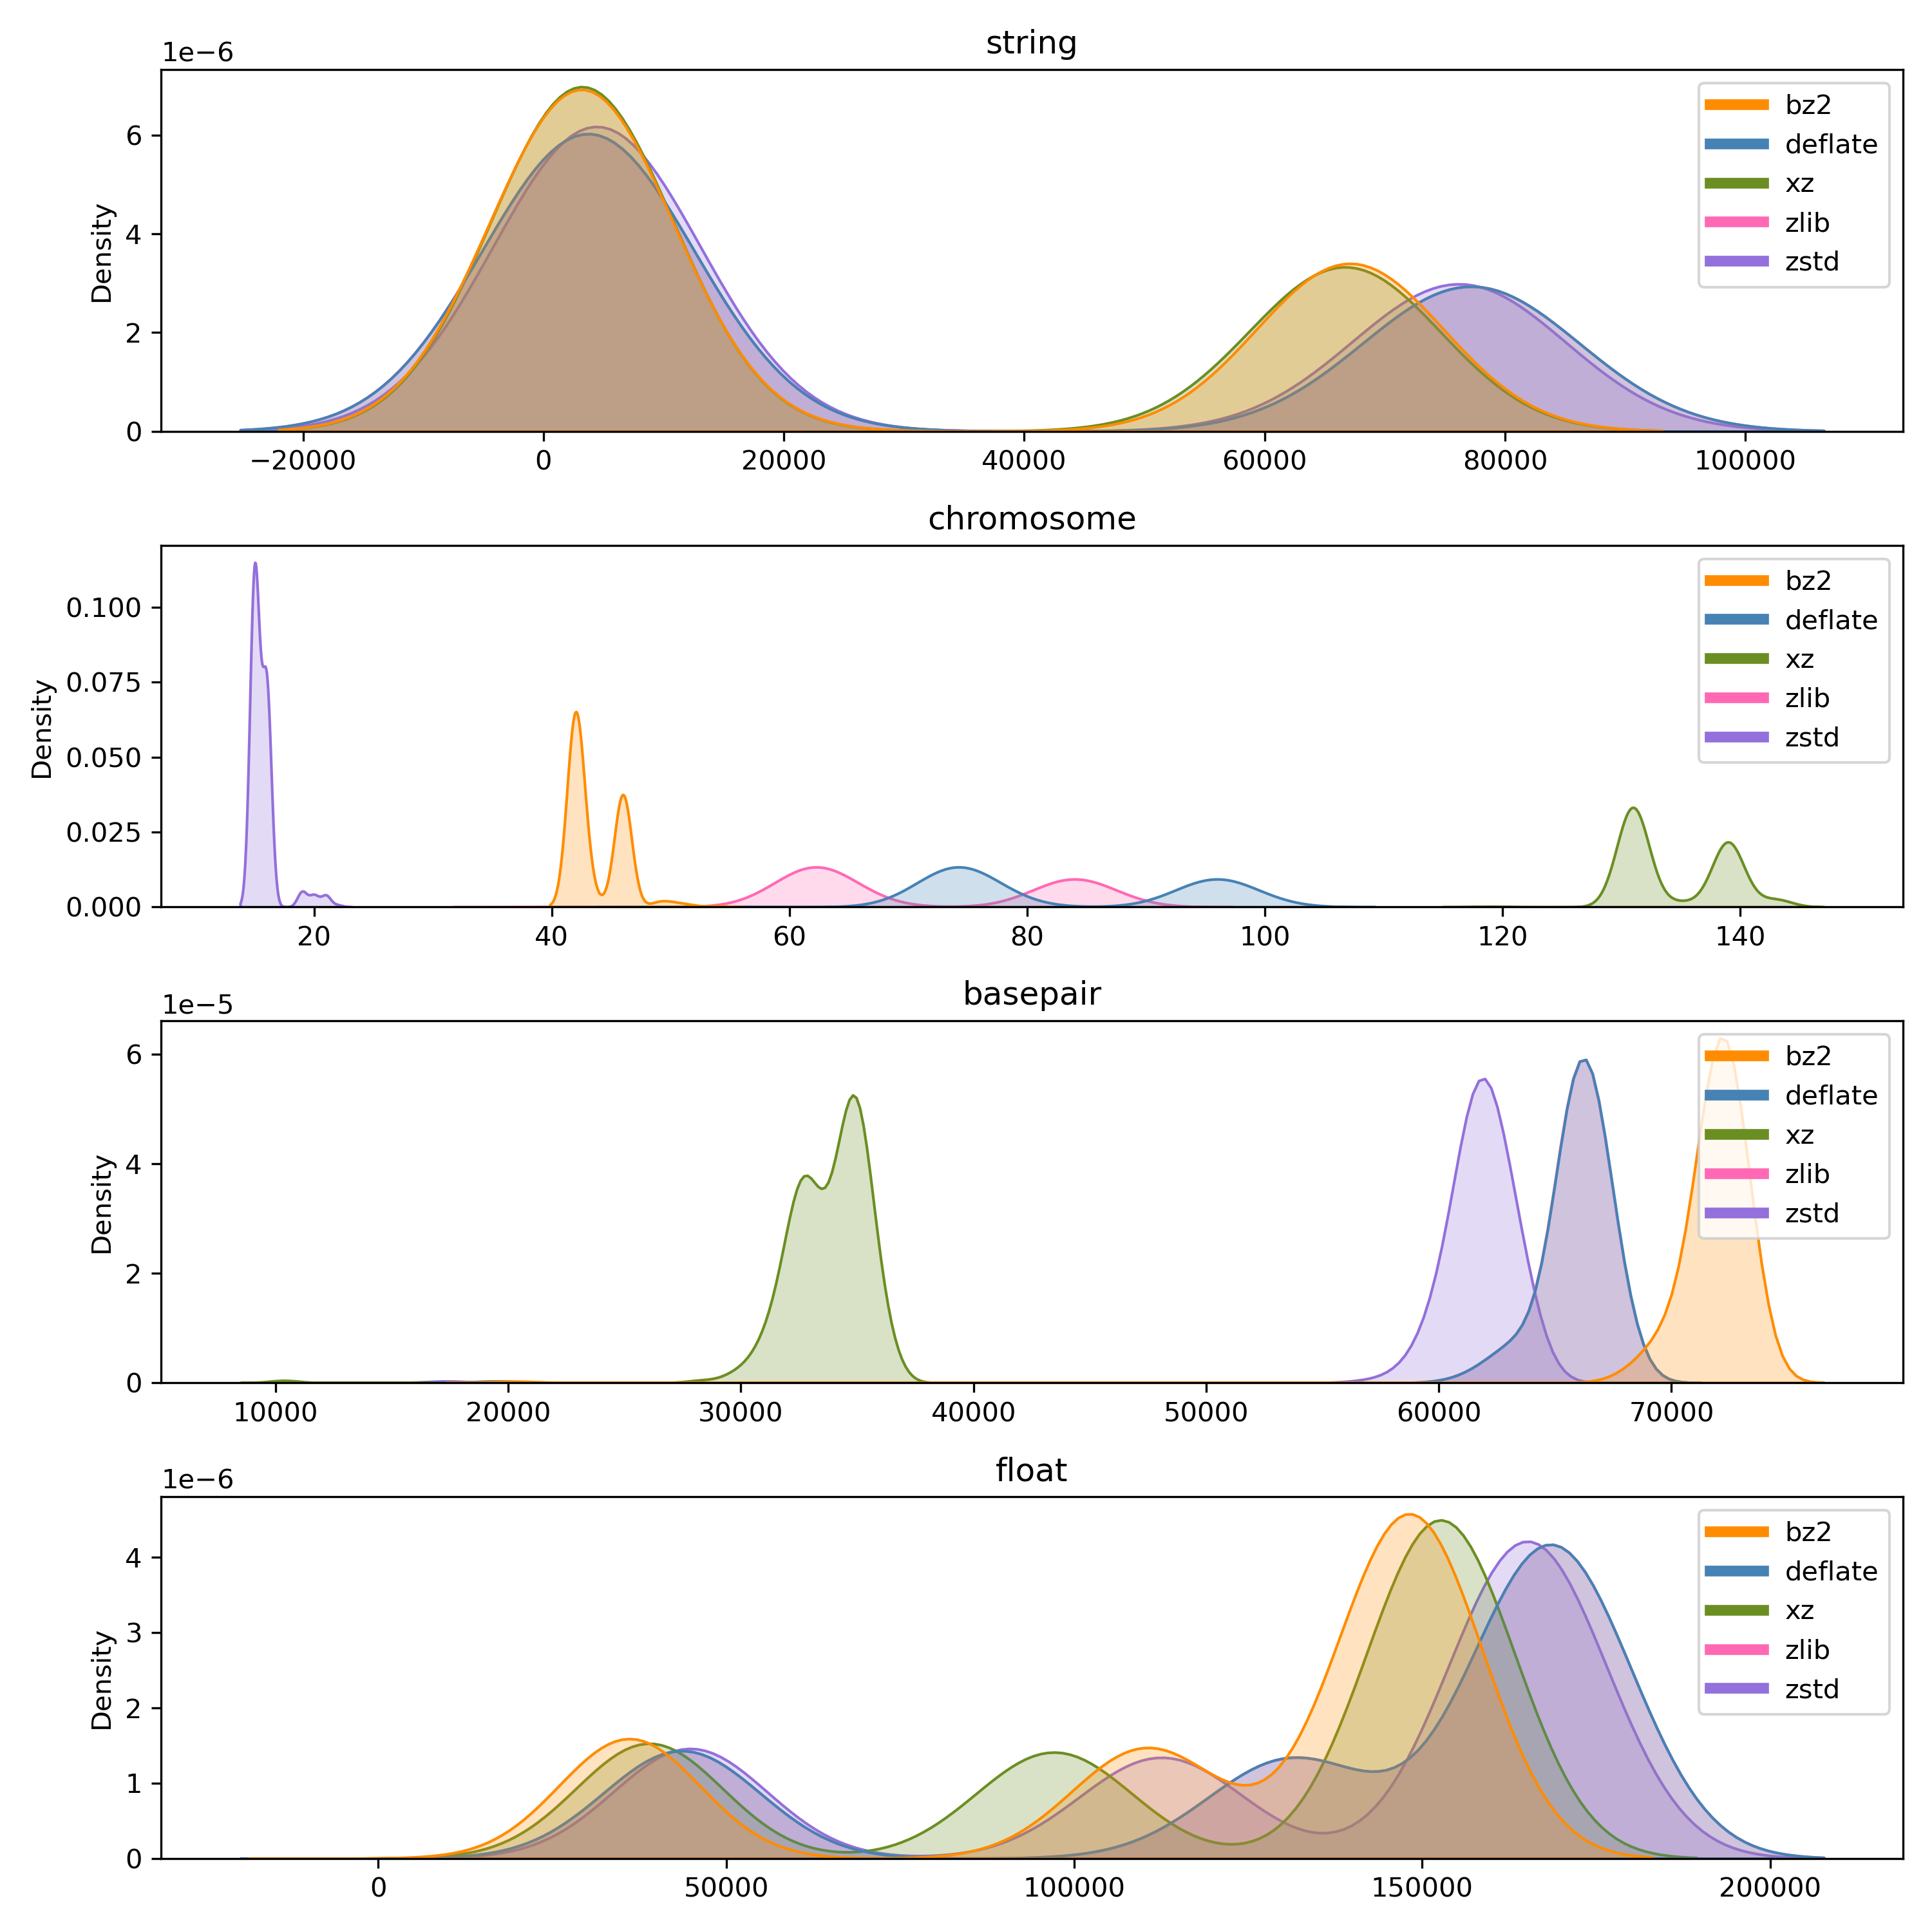 string
1e−6
Density
6
4
2
0
−20000 0 20000 40000 60000 80000 100000
bz2
deflate
xz
zlib
zstd
chromosome
Density
0.100
0.075
0.050
0.025
0.000
20 40 60 80 100 120 140
bz2
deflate
xz
zlib
zstd
basepair
1e−5
Density
6
4
2
0
10000 20000 30000 40000 50000 60000 70000
bz2
deflate
xz
zlib
zstd
float
1e−6
Density
4
3
2
1
0
0 50000 100000 150000 200000
bz2
deflate
xz
zlib
zstd